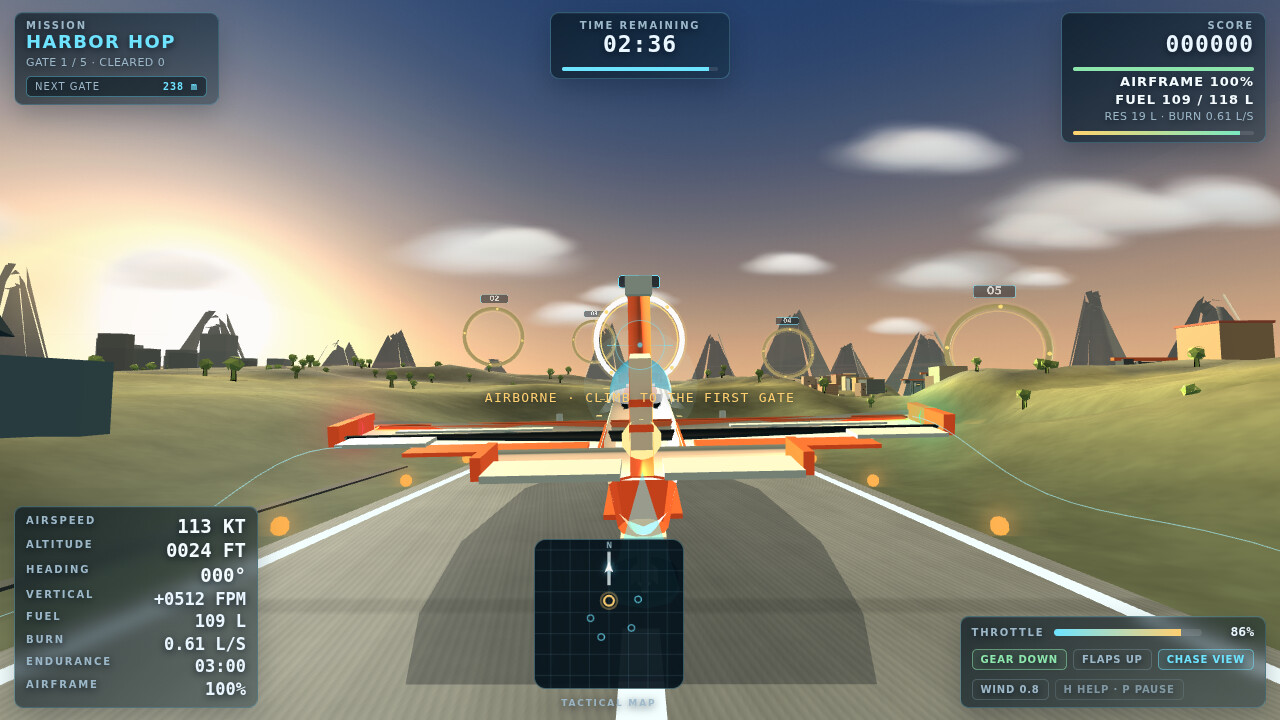 MISSION
HARBOR HOP
GATE 1 / 5 · CLEARED 0
NEXT GATE 238 m
TIME REMAINING
02:36
SCORE
000000
AIRFRAME 100%
FUEL 109 / 118 L
RES 19 L · BURN 0.61 L/S
02
03
04
05
AIRBORNE · CLIMB TO THE FIRST GATE
AIRSPEED 113 KT
ALTITUDE 0024 FT
HEADING 000°
VERTICAL +0512 FPM
FUEL 109 L
BURN 0.61 L/S
ENDURANCE 03:00
AIRFRAME 100%
N
TACTICAL MAP
THROTTLE 86%
GEAR DOWN FLAPS UP CHASE VIEW
WIND 0.8 H HELP · P PAUSE